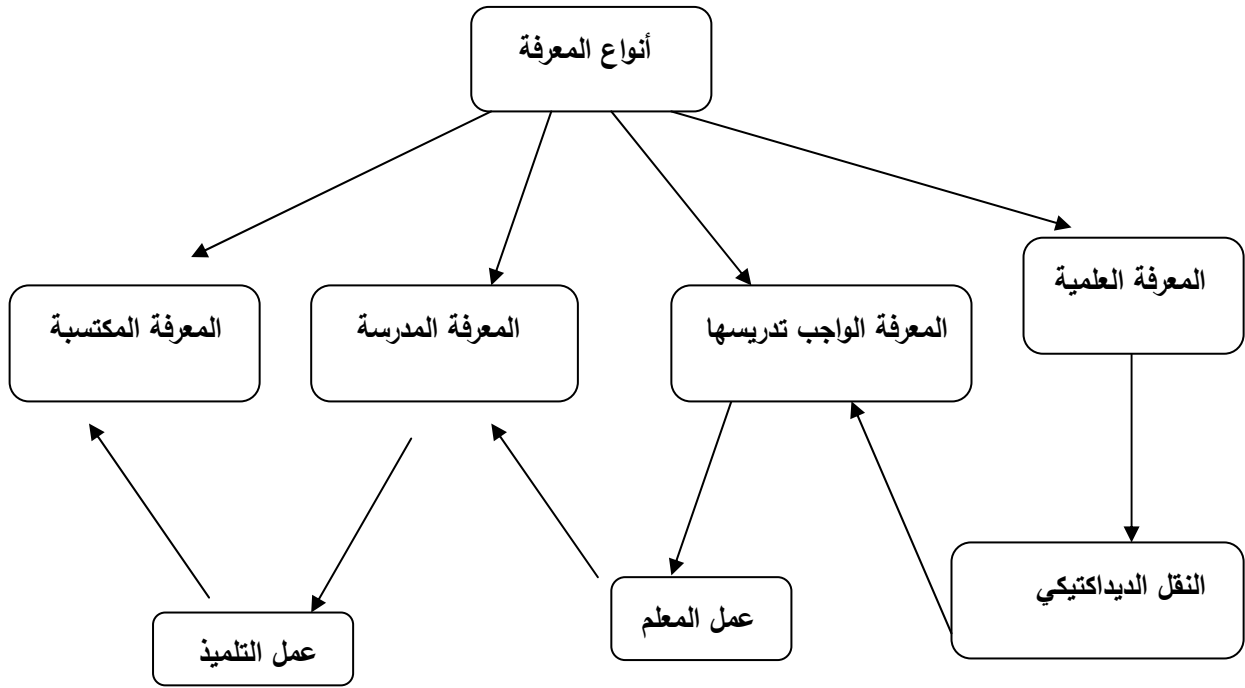 أنواع المعرفة
المعرفة العلمية
المعرفة الواجب تدريسها
المعرفة المدرسة
المعرفة المكتسبة
النقل الديداكتيكي
عمل المعلم
عمل التلميذ